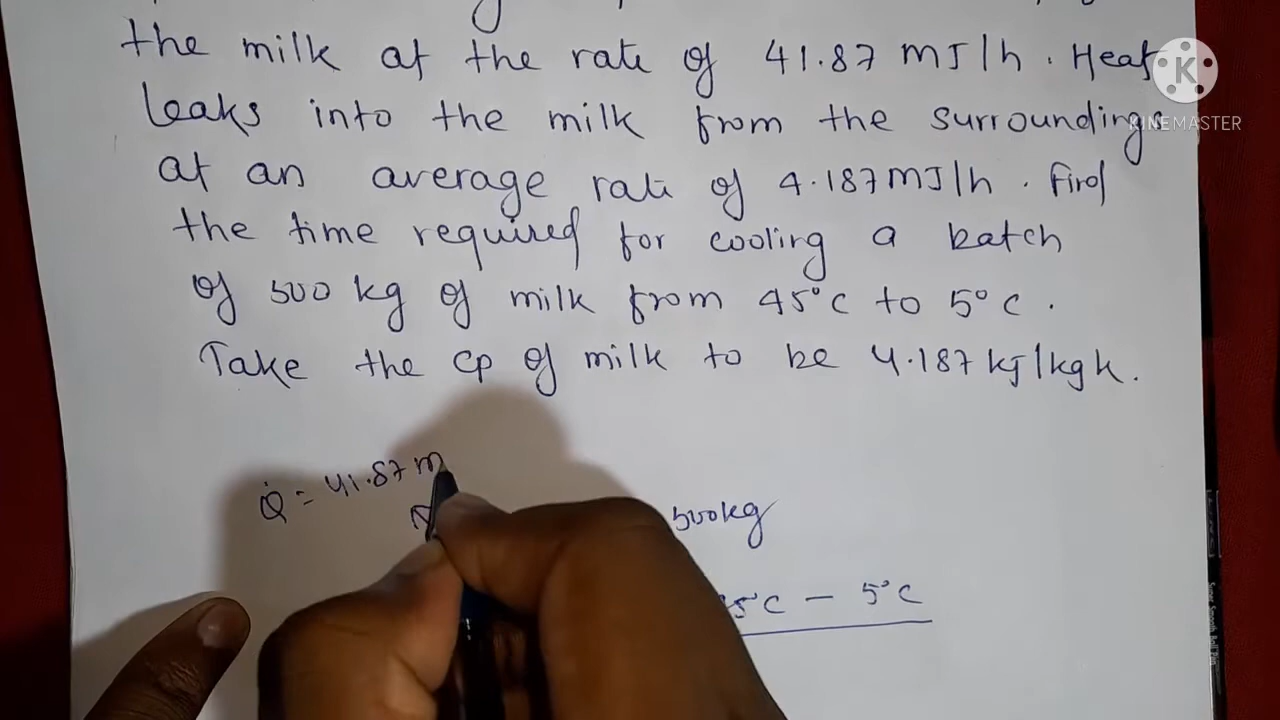 the milk at the rate of 41.87 MJ/h. Heat
leaks into the milk from the surroundings
at an average rate of 4.187 MJ/h. Find
the time required for cooling a batch
of 500 kg of milk from 45°C to 5°C.
Take the Cp of milk to be 4.187 kJ/kg K.
Q̇ = 41.87 M
500kg
5°C – 5°C
K
KINEMASTER